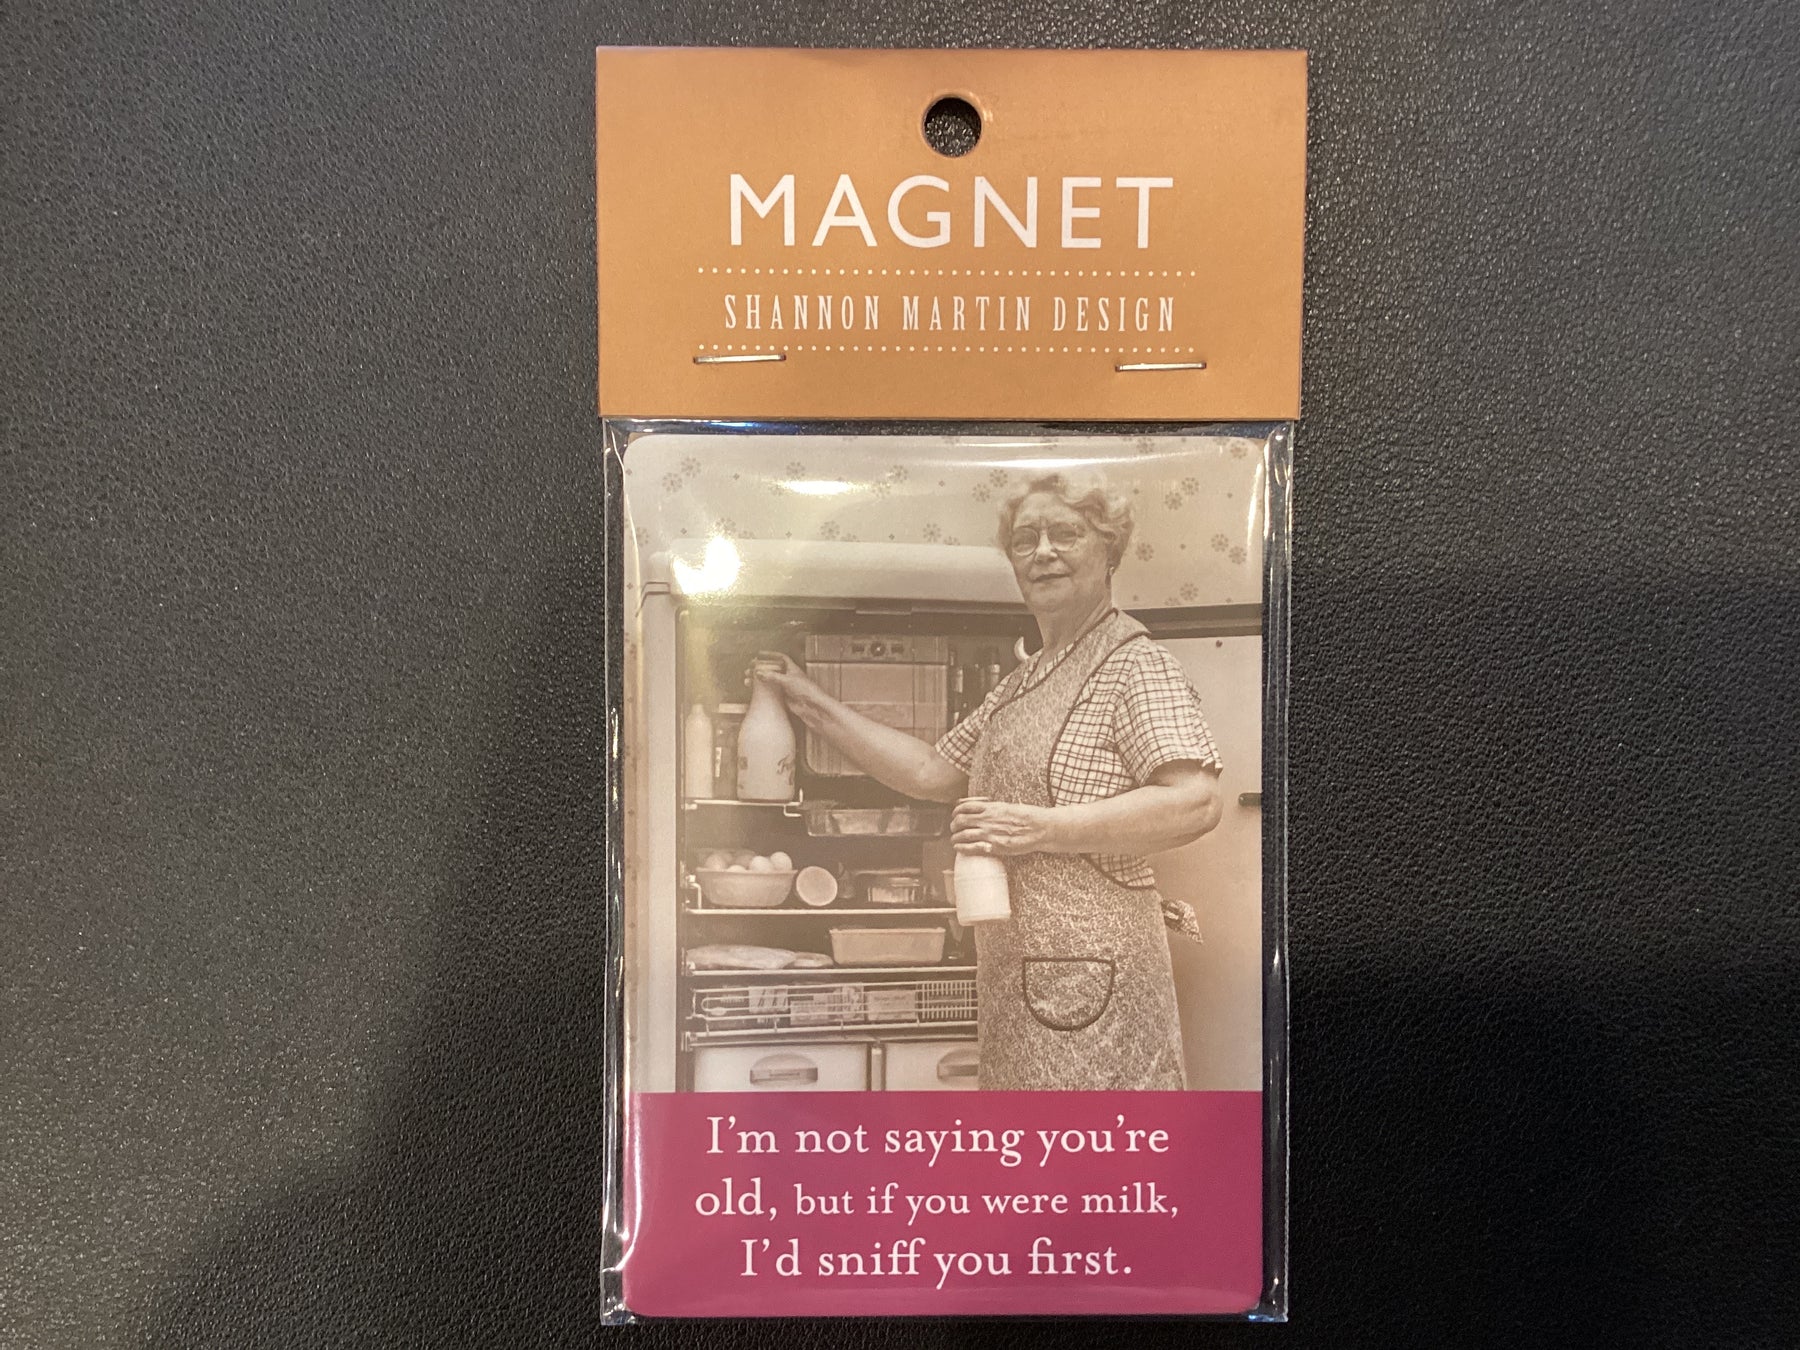 MAGNET
SHANNON MARTIN DESIGN
I'm not saying you're
old, but if you were milk,
I'd sniff you first.